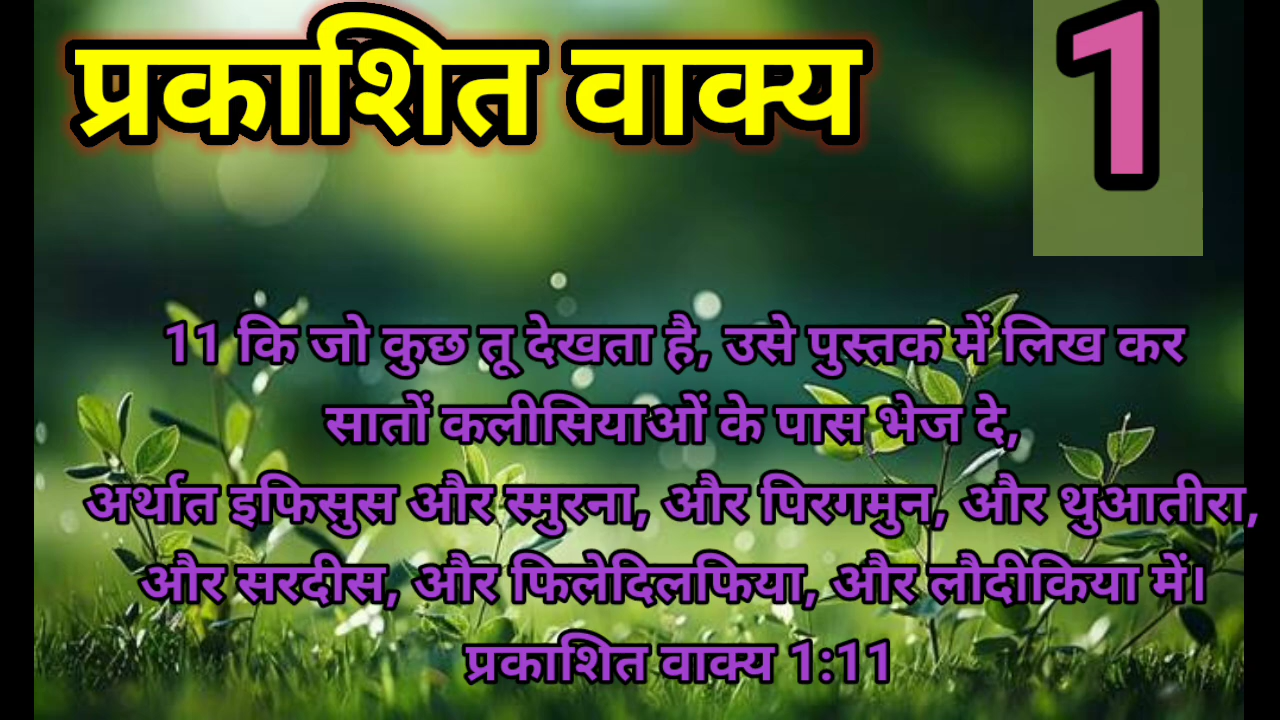 प्रकाशित वाक्य
1
11 कि जो कुछ तू देखता है, उसे पुस्तक में लिख कर
सातों कलीसियाओं के पास भेज दे,
अर्थात इफिसुस और स्मुरना, और पिरगमुन, और थुआतीरा,
और सरदीस, और फिलेदिलफिया, और लौदीकिया में।
प्रकाशित वाक्य 1:11